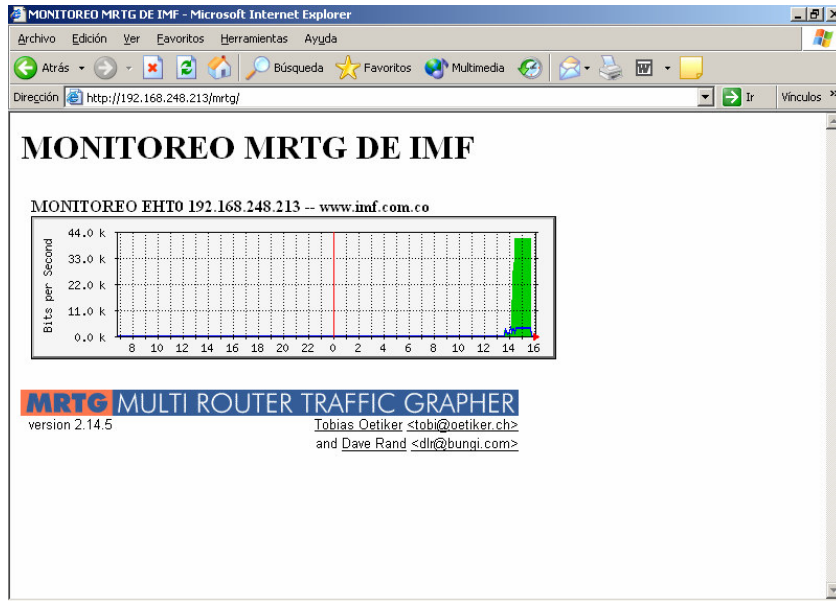 MONITOREO MRTG DE IMF - Microsoft Internet Explorer
Archivo Edición Ver Favoritos Herramientas Ayuda
Atrás Búsqueda Favoritos Multimedia
Dirección http://192.168.248.213/mrtg/ Ir Vínculos »
MONITOREO MRTG DE IMF
MONITOREO EHT0 192.168.248.213 -- www.imf.com.co
Bits per Second
44.0 k
33.0 k
22.0 k
11.0 k
0.0 k
8 10 12 14 16 18 20 22 0 2 4 6 8 10 12 14 16
MRTG MULTI ROUTER TRAFFIC GRAPHER
version 2.14.5 Tobias Oetiker <tobi@oetiker.ch>
and Dave Rand <dlr@bungi.com>